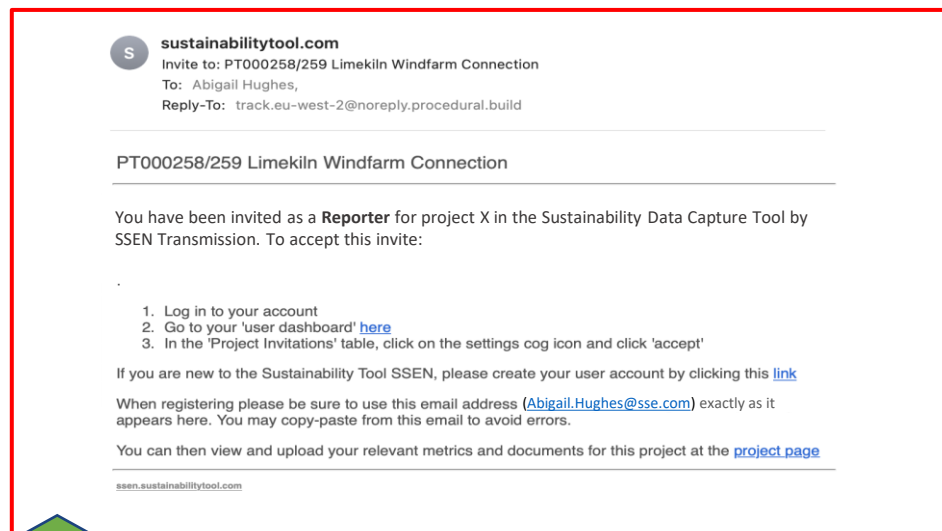 S
sustainabilitytool.com
Invite to: PT000258/259 Limekiln Windfarm Connection
To: Abigail Hughes,
Reply-To: track.eu-west-2@noreply.procedural.build
PT000258/259 Limekiln Windfarm Connection
You have been invited as a Reporter for project X in the Sustainability Data Capture Tool by
SSEN Transmission. To accept this invite:
.
1. Log in to your account
2. Go to your 'user dashboard' here
3. In the 'Project Invitations' table, click on the settings cog icon and click 'accept'
If you are new to the Sustainability Tool SSEN, please create your user account by clicking this link
When registering please be sure to use this email address (Abigail.Hughes@sse.com) exactly as it
appears here. You may copy-paste from this email to avoid errors.
You can then view and upload your relevant metrics and documents for this project at the project page
ssen.sustainabilitytool.com